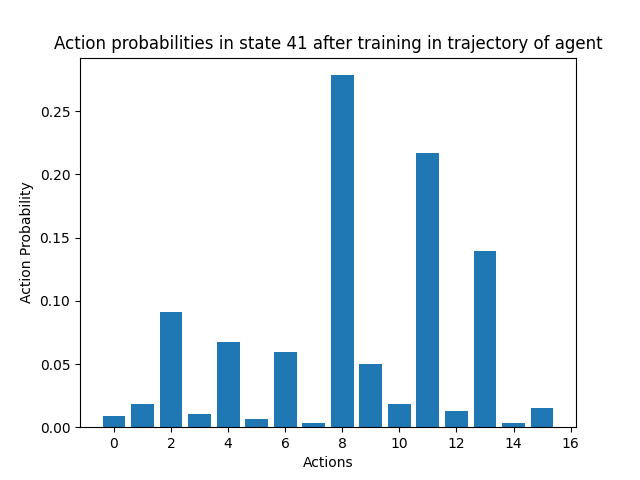 Action probabilities in state 41 after training in trajectory of agent
Action Probability
0.25
0.20
0.15
0.10
0.05
0.00
0 2 4 6 8 10 12 14 16
Actions